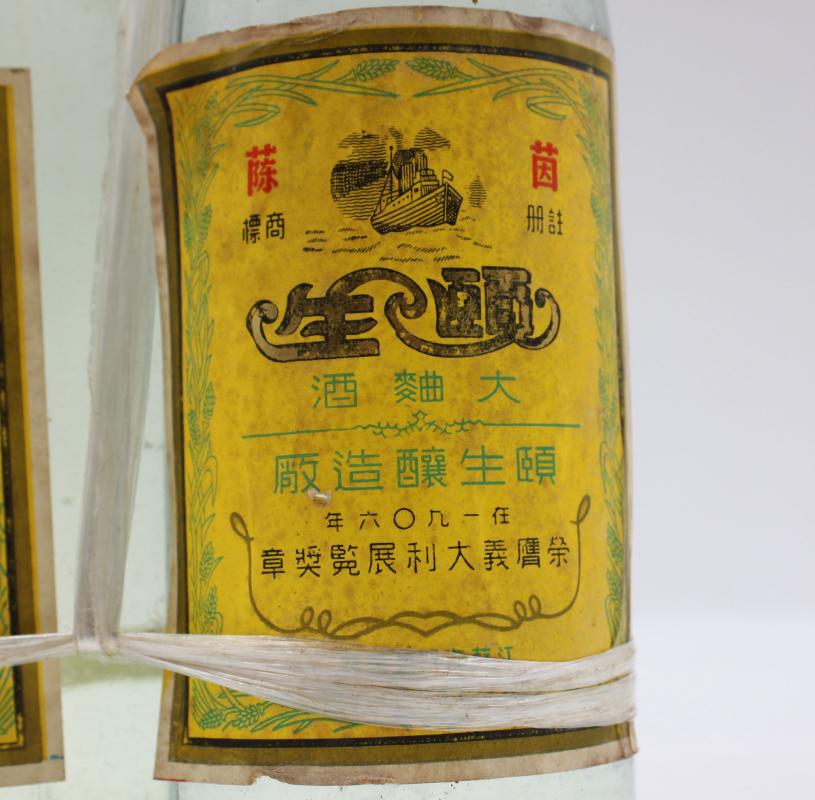 茵蔯
註册商標
頤生
大麯酒
頤生釀造廠
在一九〇六年
榮膺義大利展覽獎章